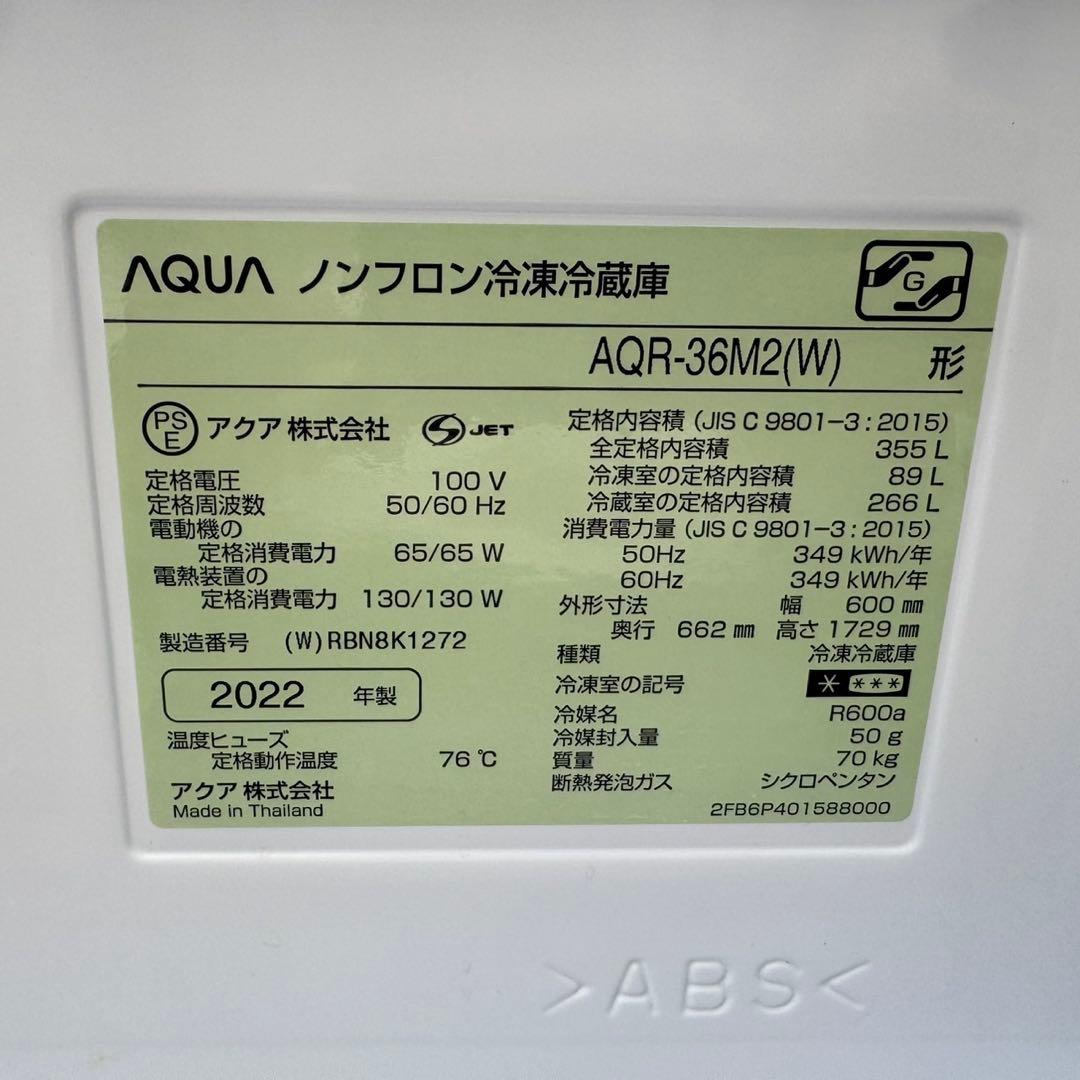 AQUA ノンフロン冷凍冷蔵庫
G
AQR-36M2(W) 形
PS E アクア株式会社 S JET
定格電圧 100 V
定格周波数 50/60 Hz
電動機の
定格消費電力 65/65 W
電熱装置の
定格消費電力 130/130 W
製造番号 (W)RBN8K1272
2022 年製
温度ヒューズ
定格動作温度 76 ℃
アクア株式会社
Made in Thailand
定格内容積 (JIS C 9801-3:2015)
全定格内容積 355 L
冷凍室の定格内容積 89 L
冷蔵室の定格内容積 266 L
消費電力量 (JIS C 9801-3:2015)
50Hz 349 kWh/年
60Hz 349 kWh/年
外形寸法 幅 600 ㎜
奥行 662 ㎜ 高さ 1729 ㎜
種類 冷凍冷蔵庫
冷凍室の記号 * ***
冷媒名 R600a
冷媒封入量 50 g
質量 70 kg
断熱発泡ガス シクロペンタン
2FB6P401588000
>ABS<